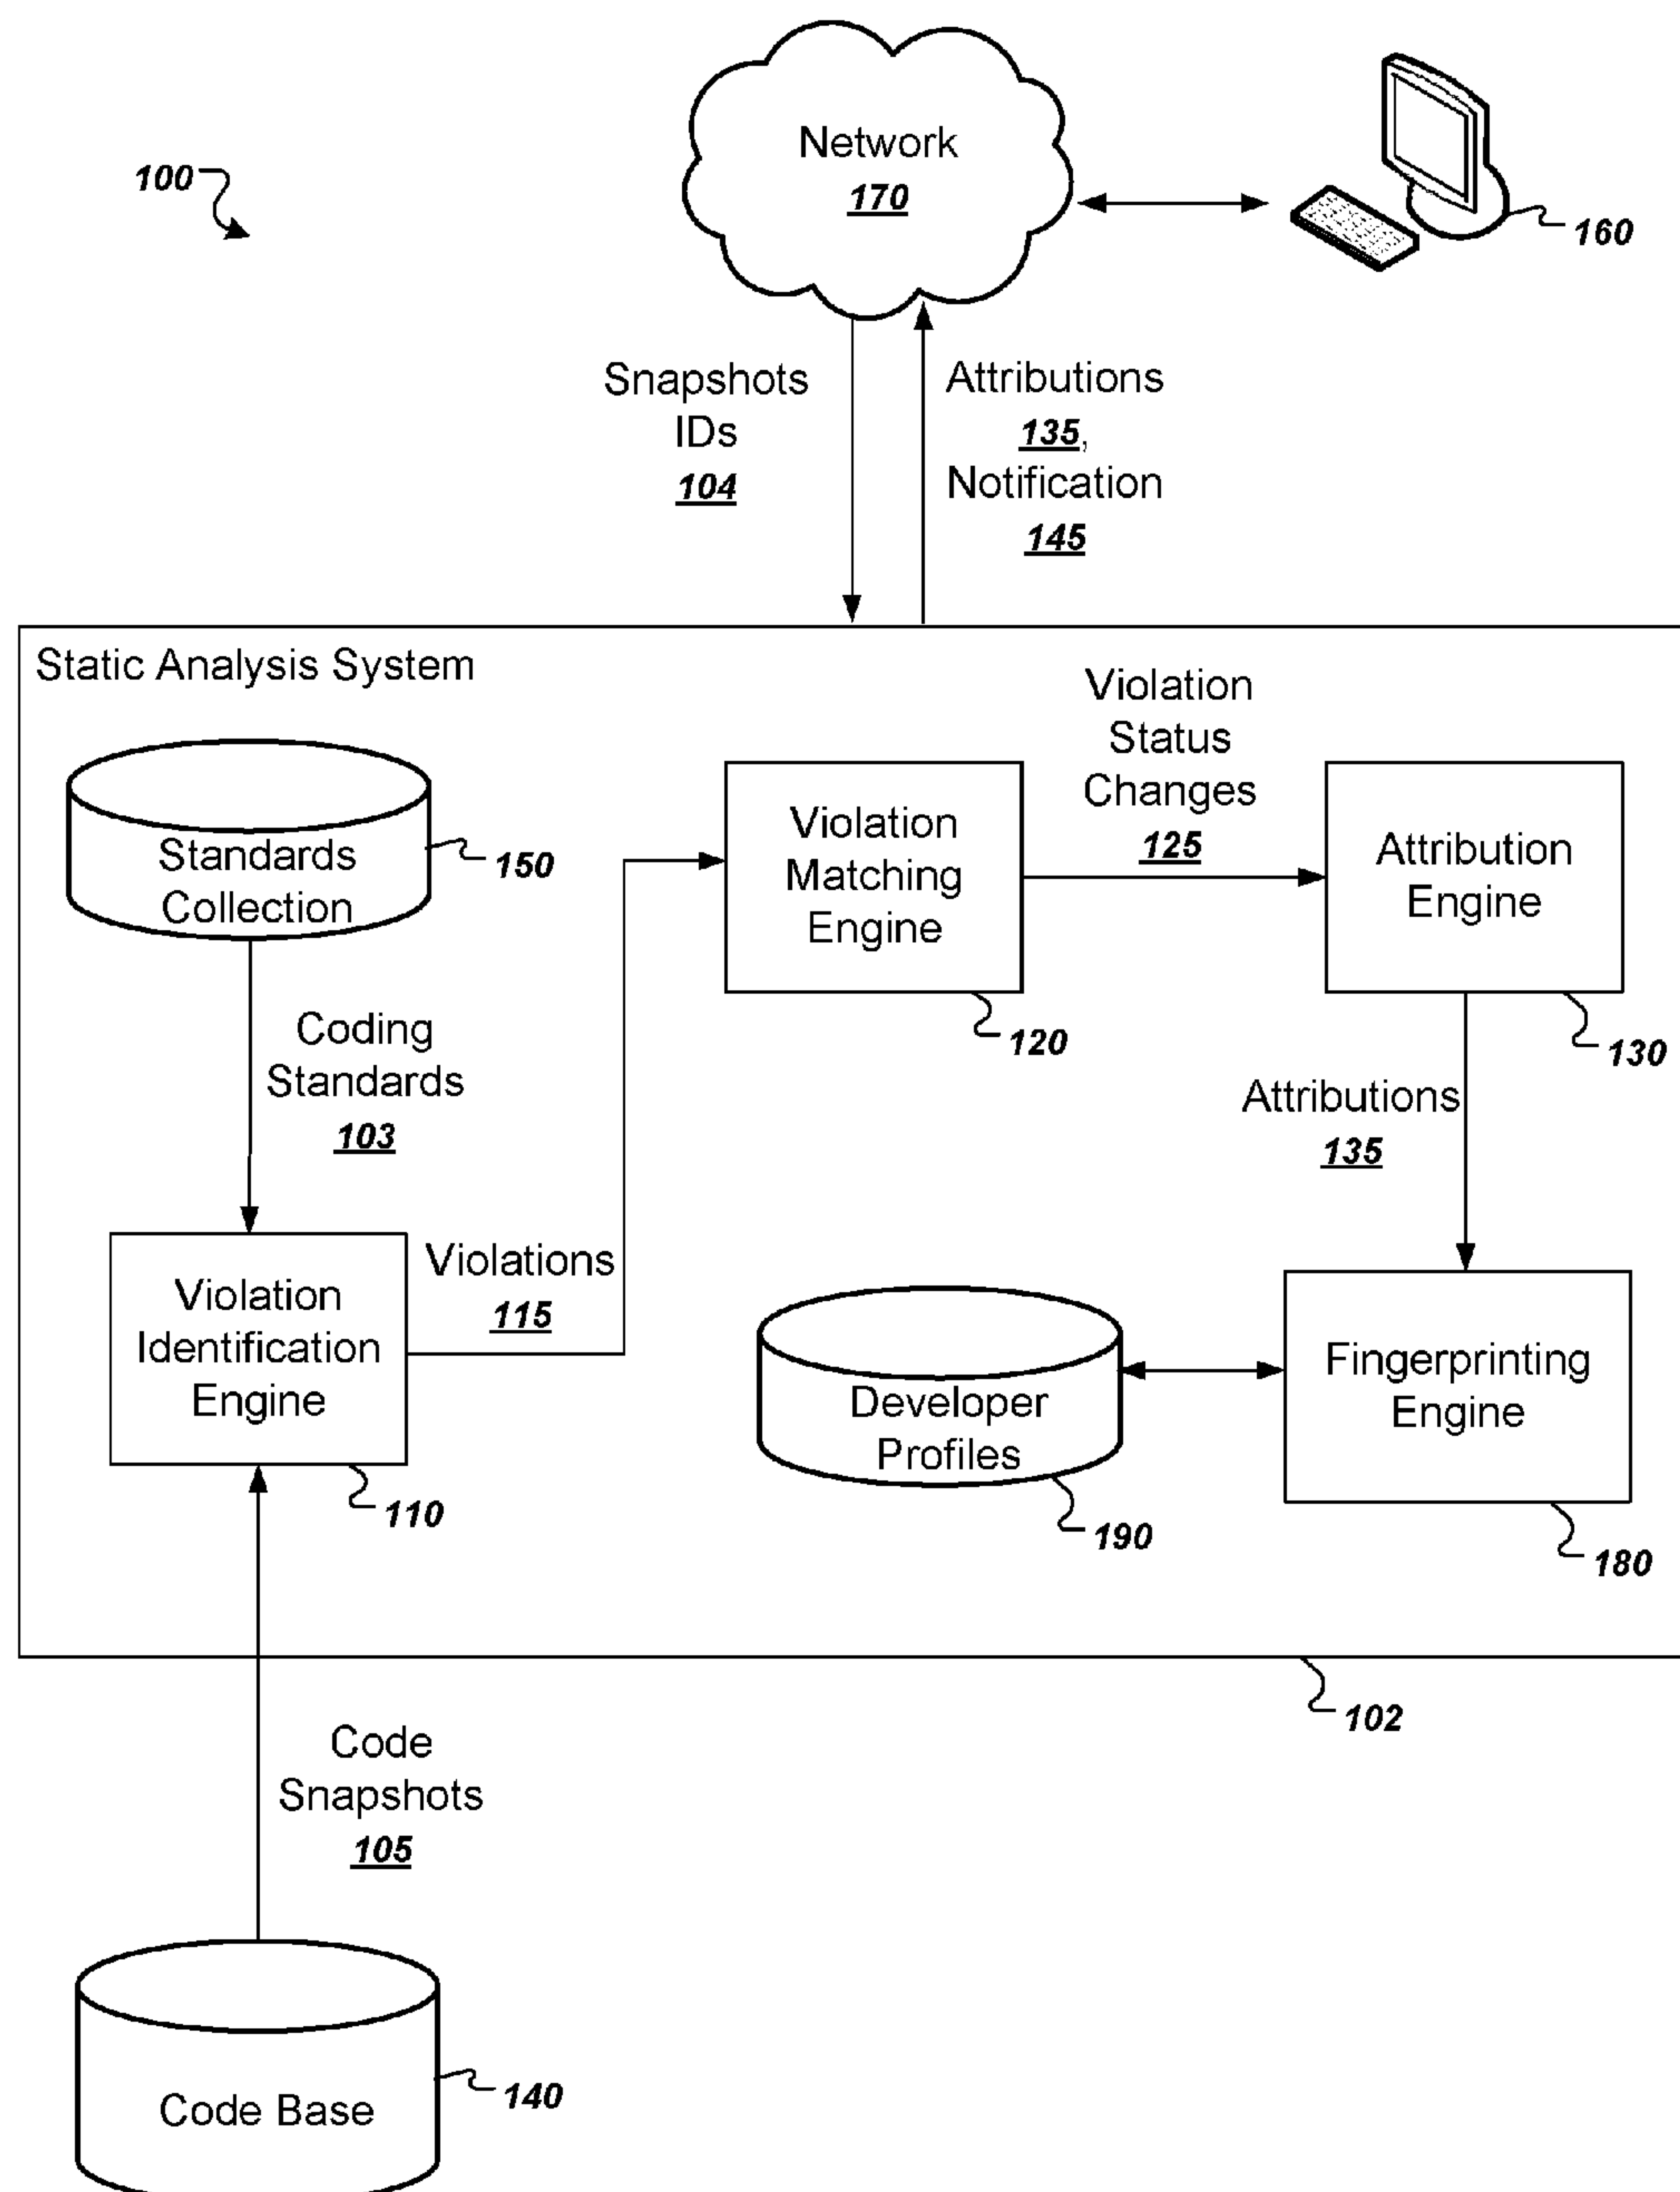 Network
170
100
160
Snapshots
IDs
104
Attributions
135,
Notification
145
Static Analysis System
Violation
Status
Changes
125
Standards
Collection
150
Violation
Matching
Engine
120
Attribution
Engine
130
Coding
Standards
103
Attributions
135
Violations
115
Violation
Identification
Engine
110
Developer
Profiles
190
Fingerprinting
Engine
180
102
Code
Snapshots
105
Code Base
140